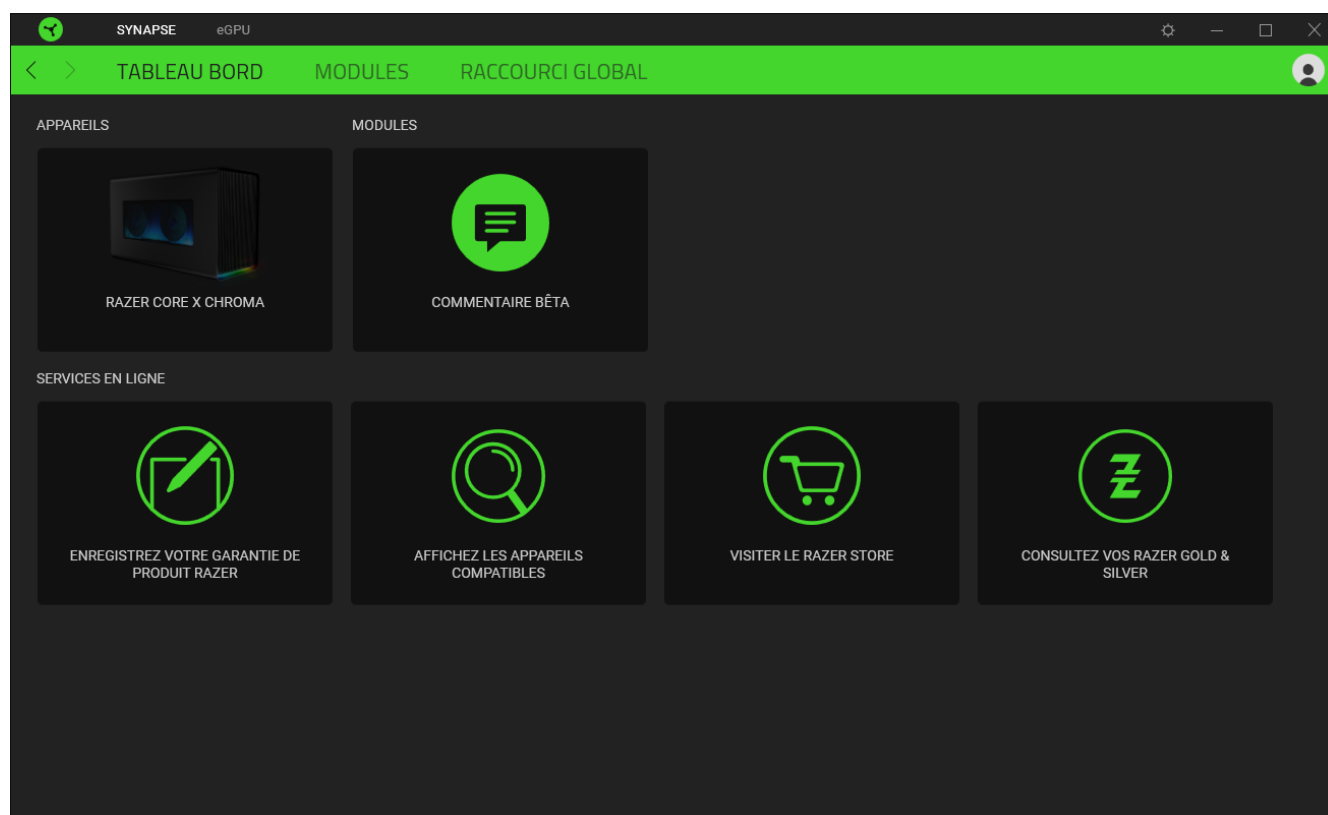 SYNAPSE eGPU
TABLEAU BORD MODULES RACCOURCI GLOBAL
APPAREILS MODULES
RAZER CORE X CHROMA COMMENTAIRE BÊTA
SERVICES EN LIGNE
ENREGISTREZ VOTRE GARANTIE DE
PRODUIT RAZER
AFFICHEZ LES APPAREILS
COMPATIBLES
VISITER LE RAZER STORE
CONSULTEZ VOS RAZER GOLD &
SILVER